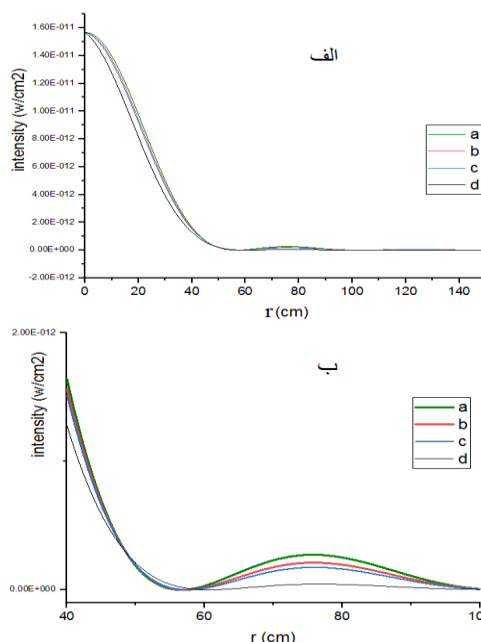 1.60E-011
1.40E-011
1.20E-011
1.00E-011
8.00E-012
6.00E-012
4.00E-012
2.00E-012
0.00E+000
-2.00E-012
intensity (w/cm2)
الف
a
b
c
d
0 20 40 60 80 100 120 140
r (cm)
2.00E-012
0.00E+000
intensity (w/cm2)
ب
a
b
c
d
40 60 80 100
r (cm)